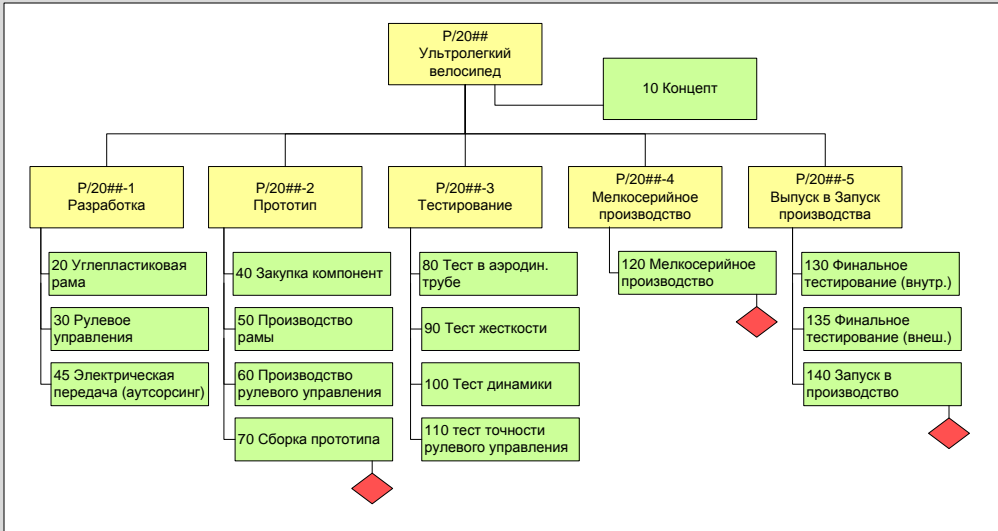 P/20##
Ультролегкий
велосипед
10 Концепт
P/20##-1
Разработка
P/20##-2
Прототип
P/20##-3
Тестирование
P/20##-4
Мелкосерийное
производство
P/20##-5
Выпуск в Запуск
производства
20 Углепластиковая
рама
30 Рулевое
управления
45 Электрическая
передача (аутсорсинг)
40 Закупка компонент
50 Производство
рамы
60 Производство
рулевого управления
70 Сборка прототипа
80 Тест в аэродин.
трубе
90 Тест жесткости
100 Тест динамики
110 тест точности
рулевого управления
120 Мелкосерийное
производство
130 Финальное
тестирование (внутр.)
135 Финальное
тестирование (внеш.)
140 Запуск в
производство